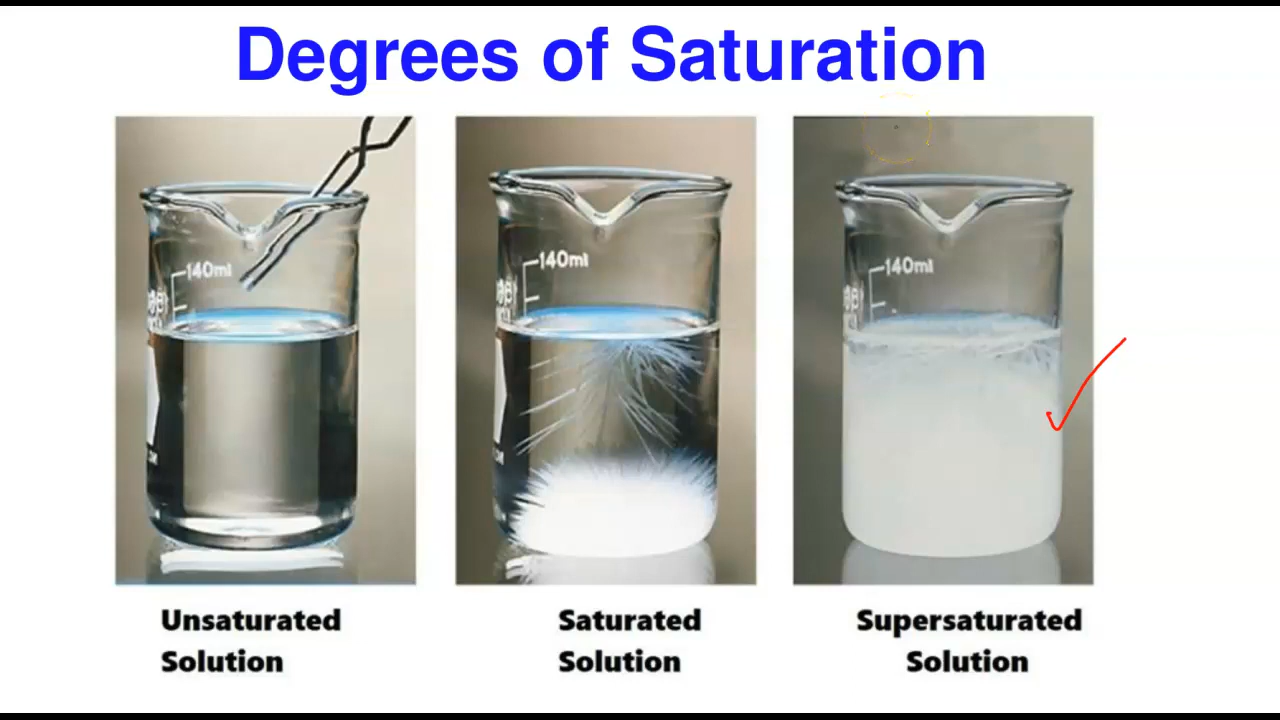 Degrees of Saturation
140ml
140ml
140ml
Unsaturated
Solution
Saturated
Solution
Supersaturated
Solution